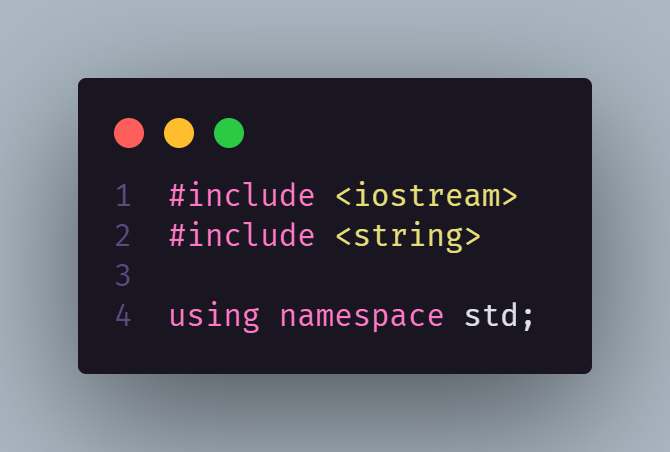 1 #include <iostream>
2 #include <string>
3
4 using namespace std;